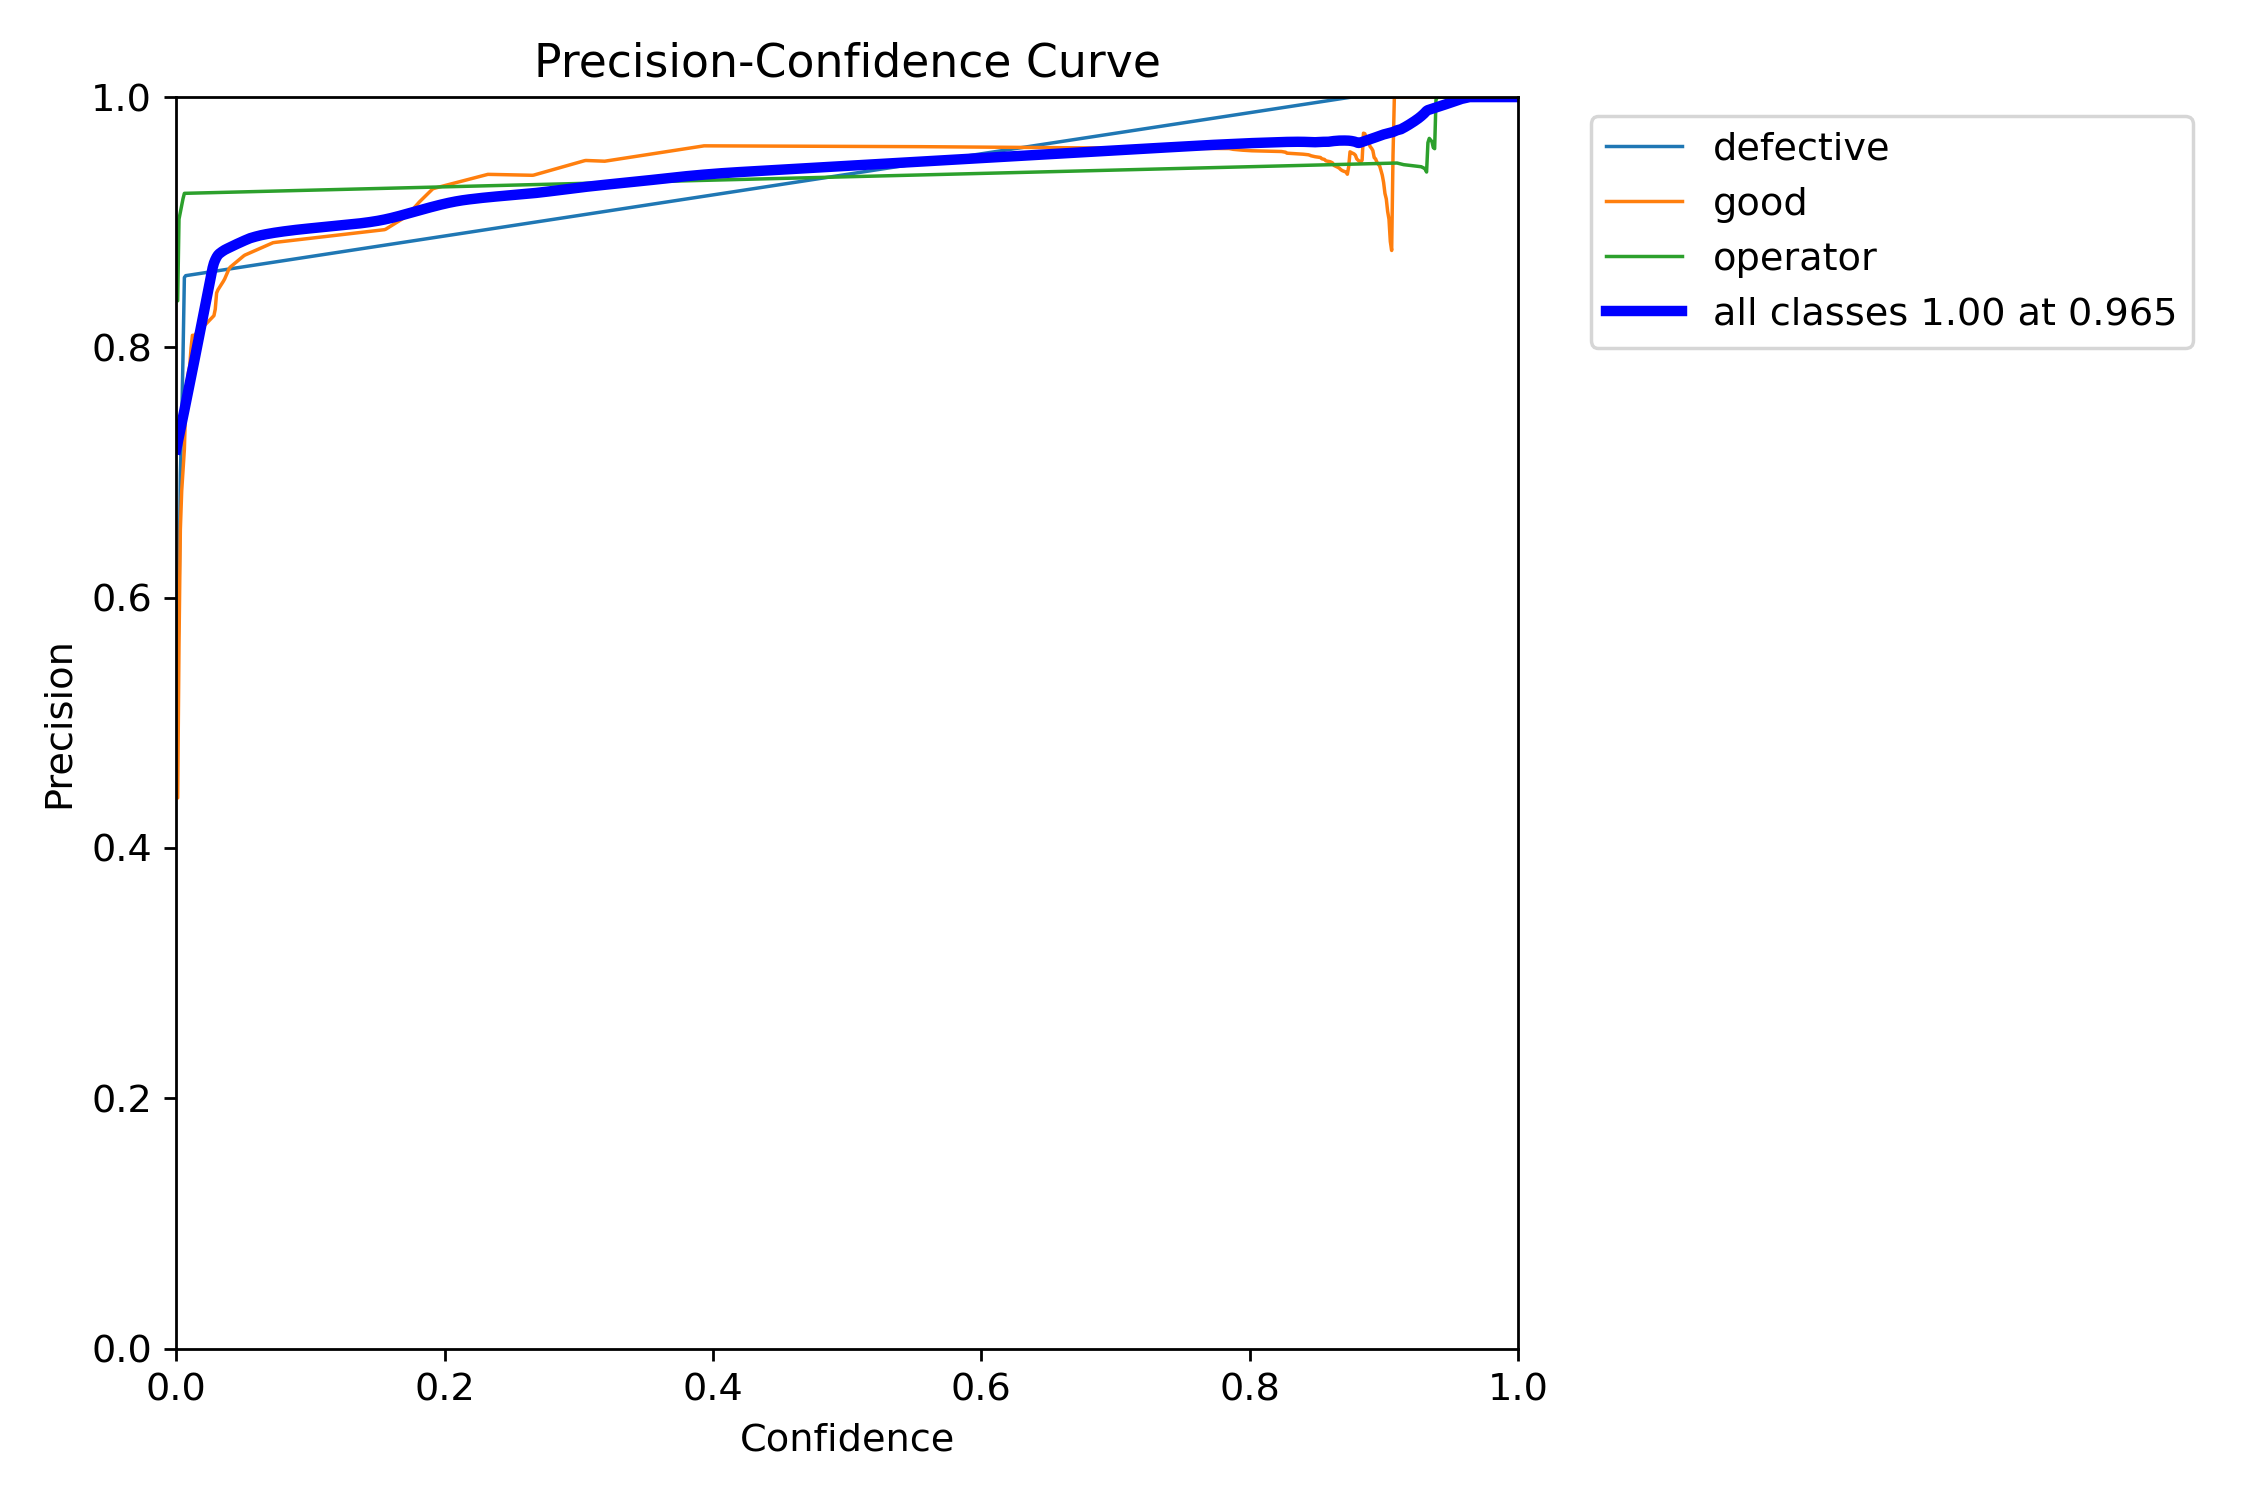 Precision-Confidence Curve
1.0
0.8
0.6
0.4
0.2
0.0
Precision
0.0 0.2 0.4 0.6 0.8 1.0
Confidence
defective
good
operator
all classes 1.00 at 0.965